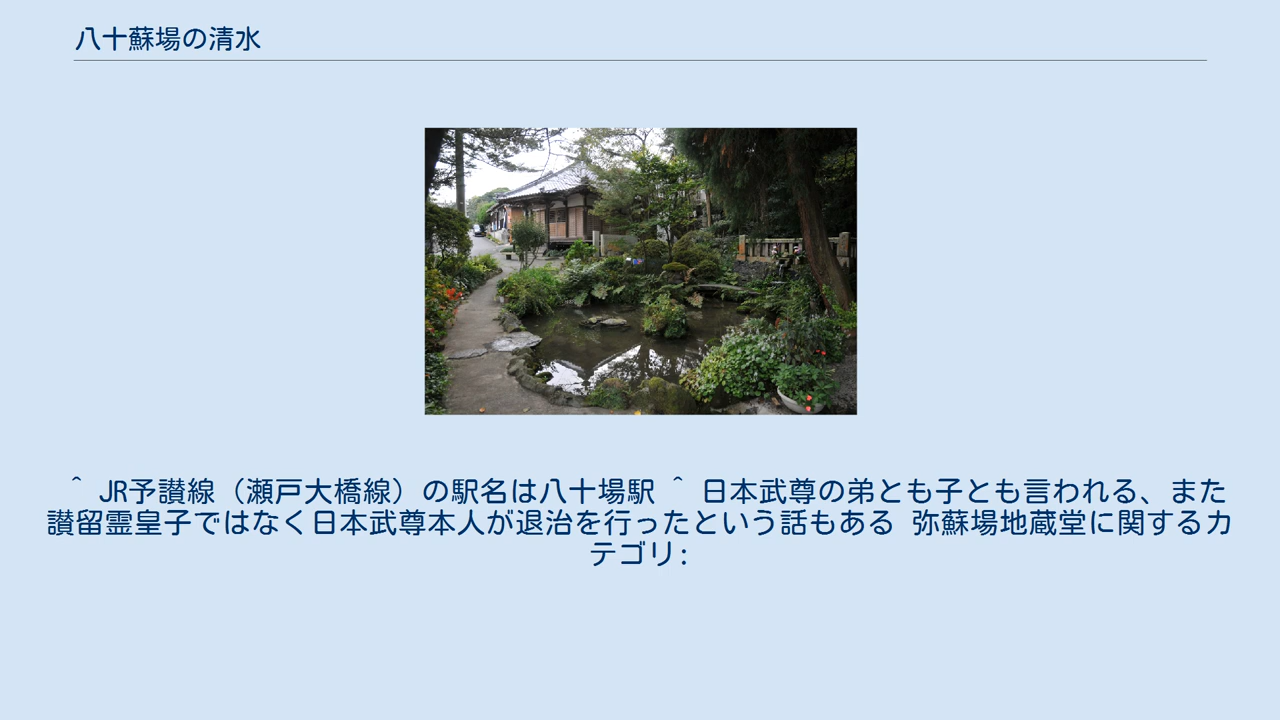 八十蘇場の清水
^ JR予讃線（瀬戸大橋線）の駅名は八十場駅 ^ 日本武尊の弟とも子とも言われる、また
讃留霊皇子ではなく日本武尊本人が退治を行ったという話もある 弥蘇場地蔵堂に関するカ
テゴリ: